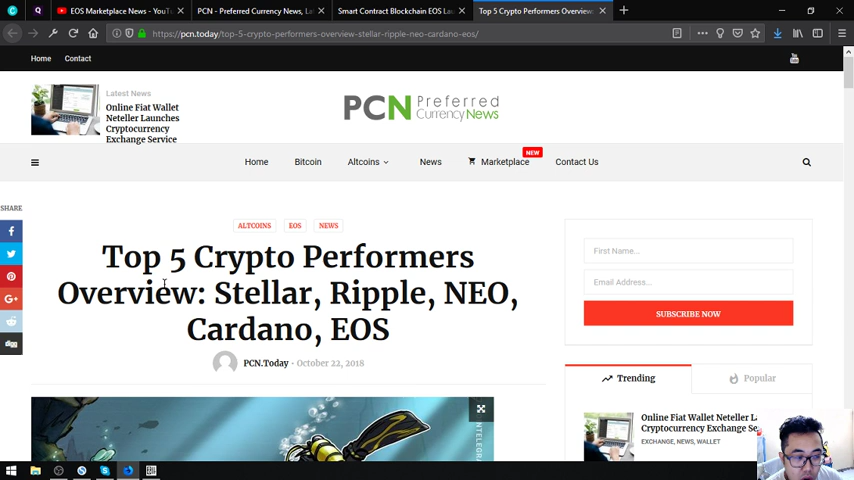 EOS Marketplace News - YouTu
PCN - Preferred Currency News, La
Smart Contract Blockchain EOS Lau
Top 5 Crypto Performers Overview:
https://pcn.today/top-5-crypto-performers-overview-stellar-ripple-neo-cardano-eos/
Home
Contact
Latest News
Online Fiat Wallet
Neteller Launches
Cryptocurrency
Exchange Service
PCN Preferred
Currency News
Home
Bitcoin
Altcoins
News
Marketplace
NEW
Contact Us
SHARE
ALTCOINS
EOS
NEWS
Top 5 Crypto Performers
Overview: Stellar, Ripple, NEO,
Cardano, EOS
PCN.Today - October 22, 2018
First Name...
Email Address...
SUBSCRIBE NOW
Trending
Popular
Online Fiat Wallet Neteller L
Cryptocurrency Exchange Se
EXCHANGE, NEWS, WALLET
G+
digg